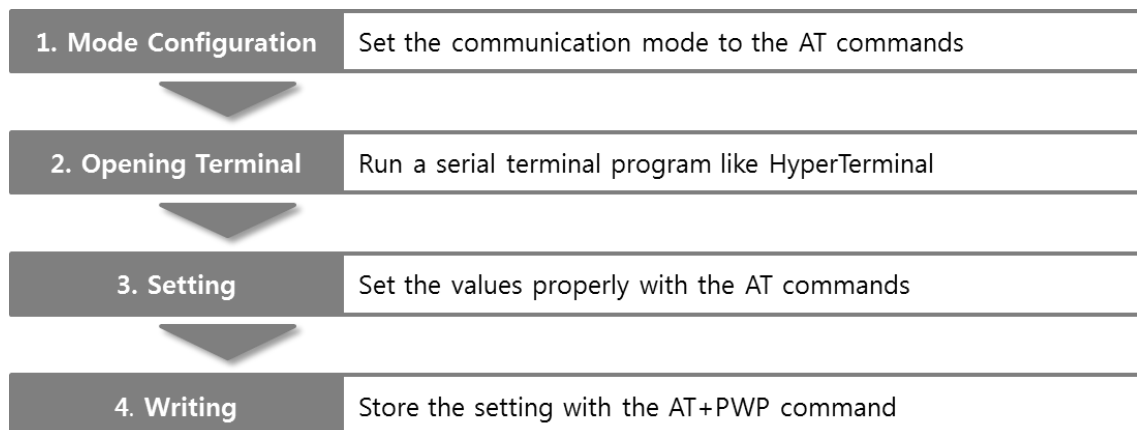 1. Mode Configuration
Set the communication mode to the AT commands
2. Opening Terminal
Run a serial terminal program like HyperTerminal
3. Setting
Set the values properly with the AT commands
4. Writing
Store the setting with the AT+PWP command